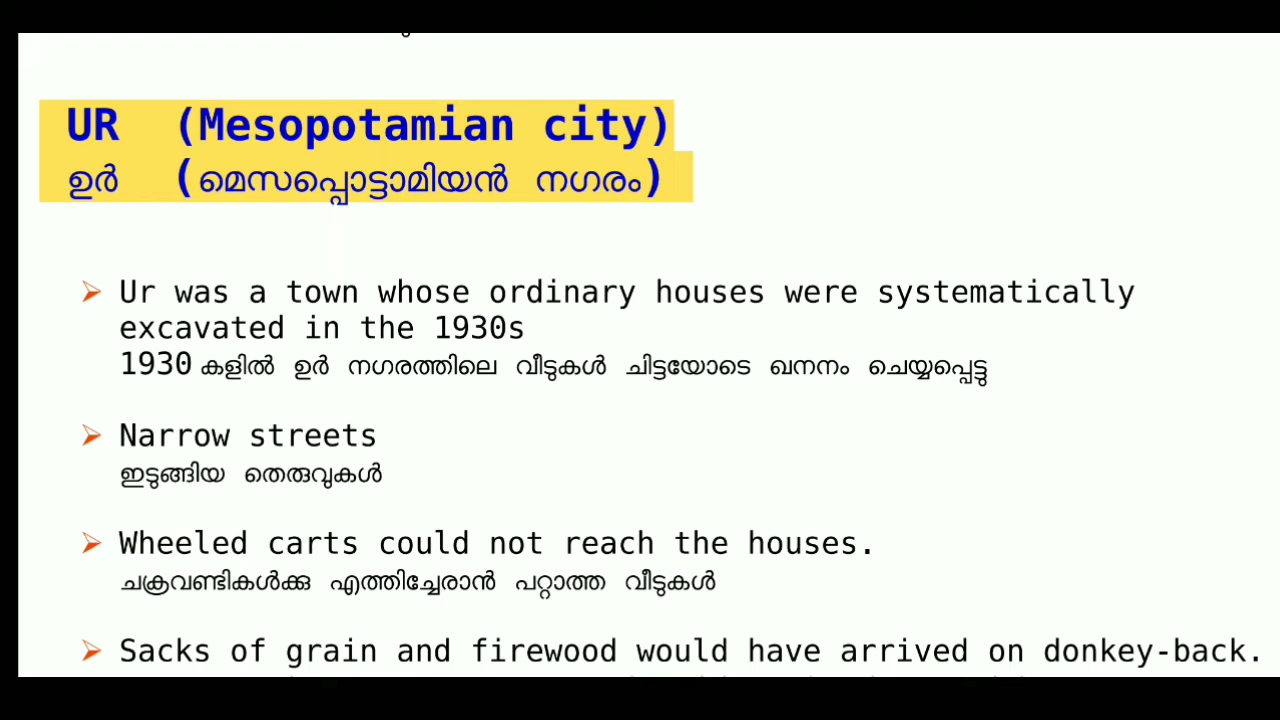 UR (Mesopotamian city)
ഉർ (മെസപ്പൊട്ടാമിയൻ നഗരം)
➢ Ur was a town whose ordinary houses were systematically
excavated in the 1930s
1930 കളിൽ ഉർ നഗരത്തിലെ വീടുകൾ ചിട്ടയോടെ ഖനനം ചെയ്യപ്പെട്ടു
➢ Narrow streets
ഇടുങ്ങിയ തെരുവുകൾ
➢ Wheeled carts could not reach the houses.
ചക്രവണ്ടികൾക്കു എത്തിച്ചേരാൻ പറ്റാത്ത വീടുകൾ
➢ Sacks of grain and firewood would have arrived on donkey-back.